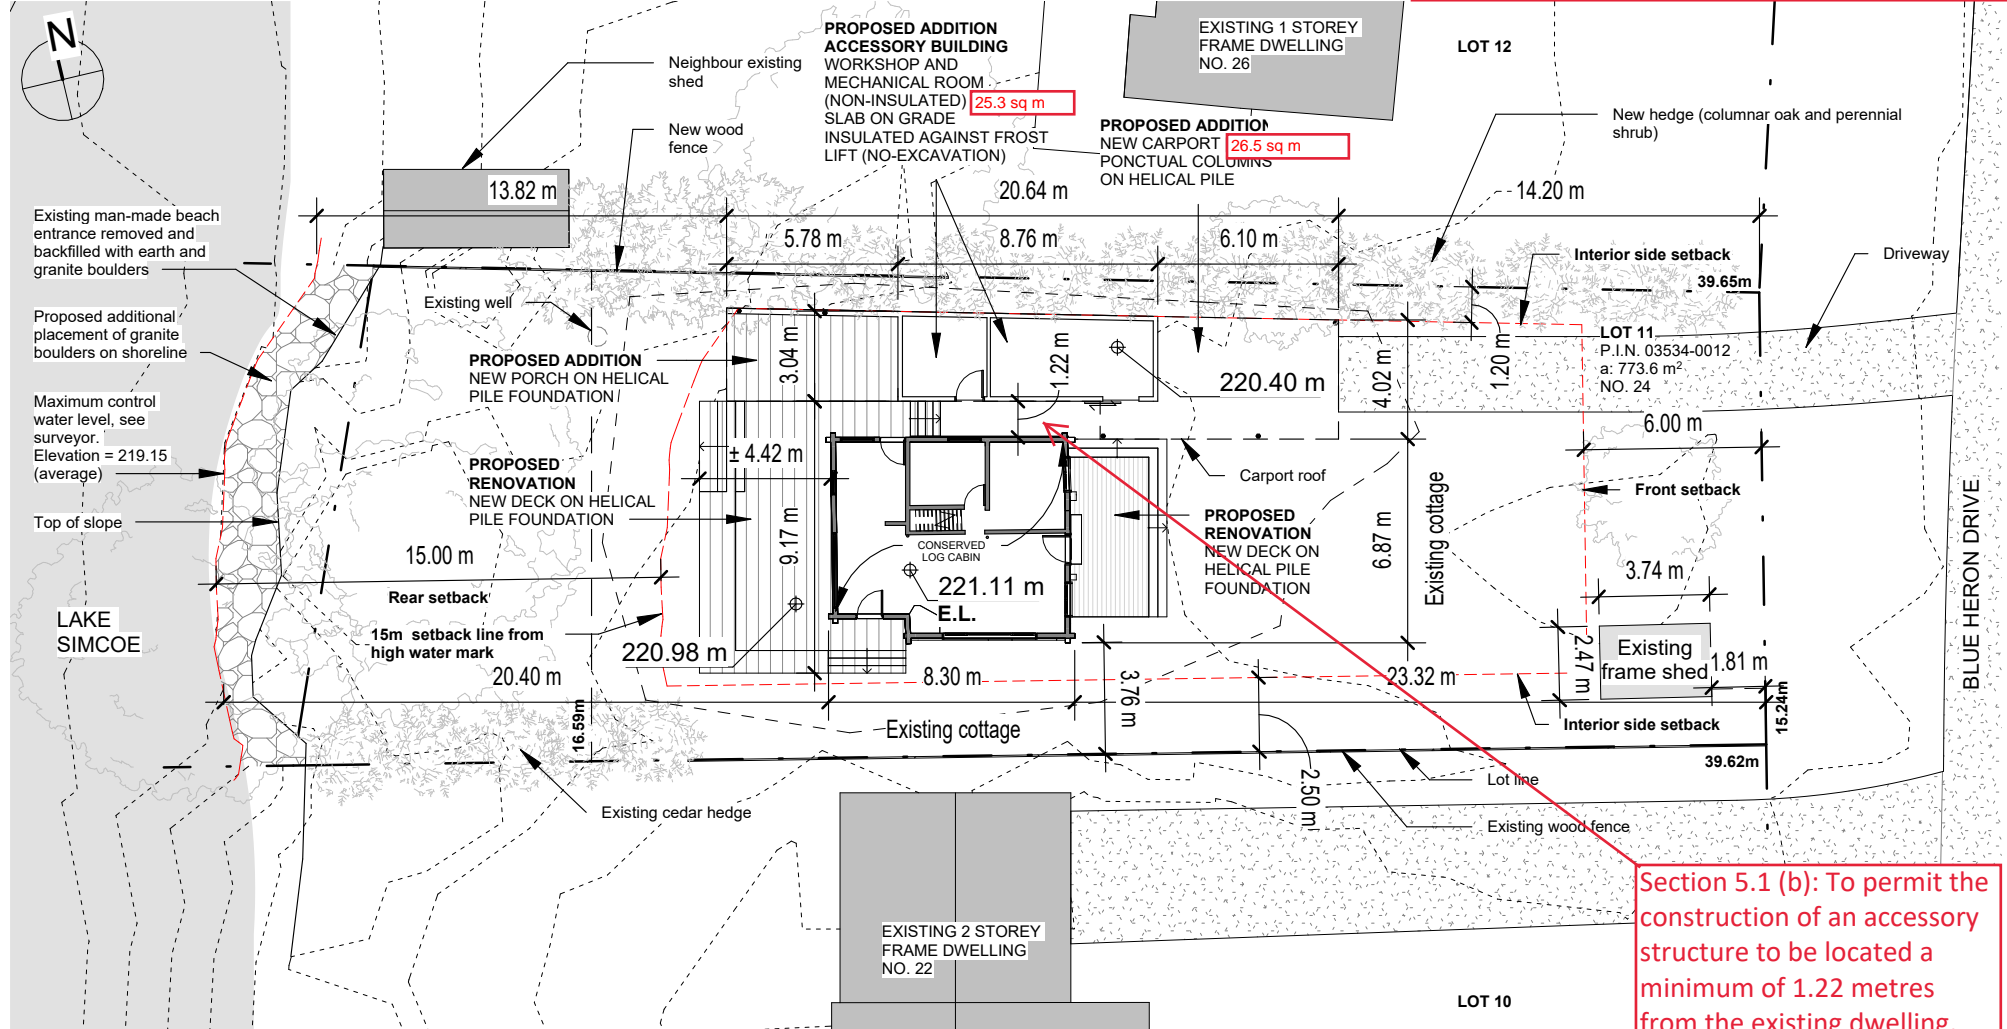 N
PROPOSED ADDITION
ACCESSORY BUILDING
WORKSHOP AND
MECHANICAL ROOM
(NON-INSULATED)
25.3 sq m
SLAB ON GRADE
INSULATED AGAINST FROST
LIFT (NO-EXCAVATION)
Neighbour existing
shed
New wood
fence
EXISTING 1 STOREY
FRAME DWELLING
NO. 26
LOT 12
PROPOSED ADDITION
NEW CARPORT
26.5 sq m
PONCTUAL COLUMNS
ON HELICAL PILE
New hedge (columnar oak and perennial
shrub)
13.82 m
20.64 m
14.20 m
5.78 m
8.76 m
6.10 m
Existing man-made beach
entrance removed and
backfilled with earth and
granite boulders
Interior side setback
Driveway
39.65m
Existing well
Proposed additional
placement of granite
boulders on shoreline
PROPOSED ADDITION
NEW PORCH ON HELICAL
PILE FOUNDATION
3.04 m
1.22 m
220.40 m
4.02 m
1.20 m
LOT 11
P.I.N. 03534-0012
a: 773.6 m²
NO. 24
6.00 m
Maximum control
water level, see
surveyor.
Elevation = 219.15
(average)
Top of slope
PROPOSED
RENOVATION
NEW DECK ON HELICAL
PILE FOUNDATION
± 4.42 m
9.17 m
Carport roof
Front setback
PROPOSED
RENOVATION
NEW DECK ON
HELICAL PILE
FOUNDATION
6.87 m
Existing cottage
CONSERVED
LOG CABIN
221.11 m
E.L.
15.00 m
Rear setback
15m setback line from
high water mark
220.98 m
LAKE
SIMCOE
3.74 m
2.47 m
Existing
frame shed
1.81 m
BLUE HERON DRIVE
20.40 m
8.30 m
3.76 m
23.32 m
Interior side setback
15.24m
16.59m
Existing cottage
39.62m
2.50 m
Lot line
Existing cedar hedge
Existing wood fence
EXISTING 2 STOREY
FRAME DWELLING
NO. 22
LOT 10
Section 5.1 (b): To permit the
construction of an accessory
structure to be located a
minimum of 1.22 metres
from the existing dwelling